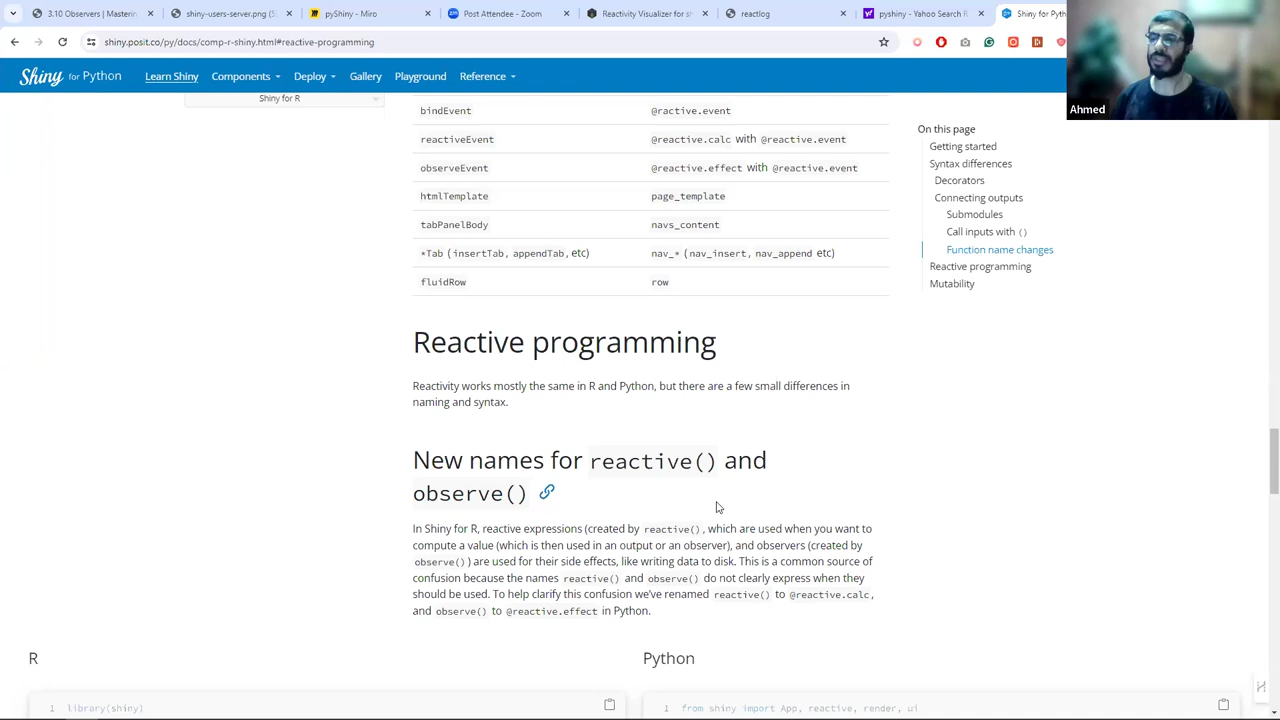 3.10 Observers | Masterin
shiny-users-server.png (S
pyShiny - Miro
Post Attendee - Zoom
Reactivity Visualizer for sh
reactlog
pyshiny - Yahoo Search R
Shiny for Pyth
shiny.posit.co/py/docs/comp-r-shiny.html#reactive-programming
Shiny for Python
Learn Shiny
Components
Deploy
Gallery
Playground
Reference
Ahmed
Shiny for R
bindEvent @ractive.event
reactiveEvent @reactive.calc with @reactive.event
observeEvent @reactive.effect with @reactive.event
htmlTemplate page_template
tabPanelBody navs_content
*Tab (insertTab, appendTab, etc) nav_* (nav_insert, nav_append etc)
fluidRow row
On this page
Getting started
Syntax differences
Decorators
Connecting outputs
Submodules
Call inputs with ()
Function name changes
Reactive programming
Mutability
Reactive programming
Reactivity works mostly the same in R and Python, but there are a few small differences in
naming and syntax.
New names for reactive() and
observe()
In Shiny for R, reactive expressions (created by reactive(), which are used when you want to
compute a value (which is then used in an output or an observer), and observers (created by
observe()) are used for their side effects, like writing data to disk. This is a common source of
confusion because the names reactive() and observe() do not clearly express when they
should be used. To help clarify this confusion we've renamed reactive() to @reactive.calc,
and observe() to @reactive.effect in Python.
R
Python
1 library(shiny)
1 from shiny import App, reactive, render, ui